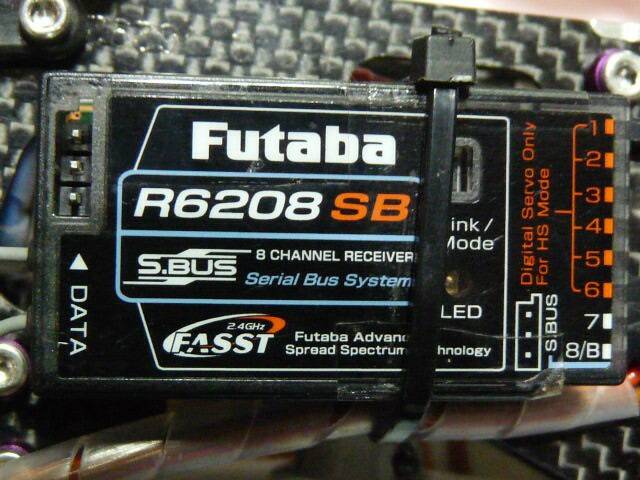 Futaba
R6208 SB
S.BUS
8 CHANNEL RECEIVER
Serial Bus System
2.4GHz
FASST
Futaba Advanc
Spread Spectrum hnology
◄ DATA
ink /
Mode
LED
Digital Servo Only
For HS Mode
1
2
3
4
5
6
7
8/B
S.BUS